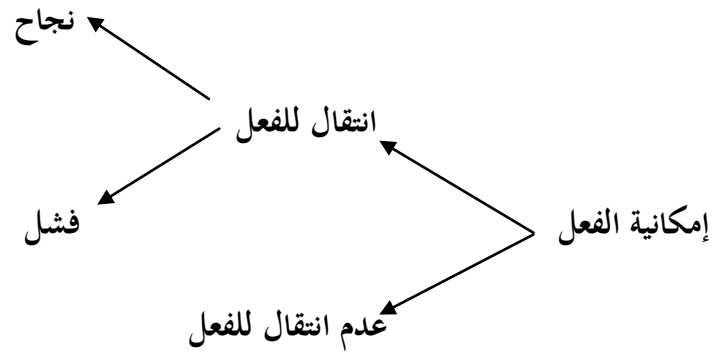 نجاح
انتقال للفعل
إمكانية الفعل
فشل
عدم انتقال للفعل